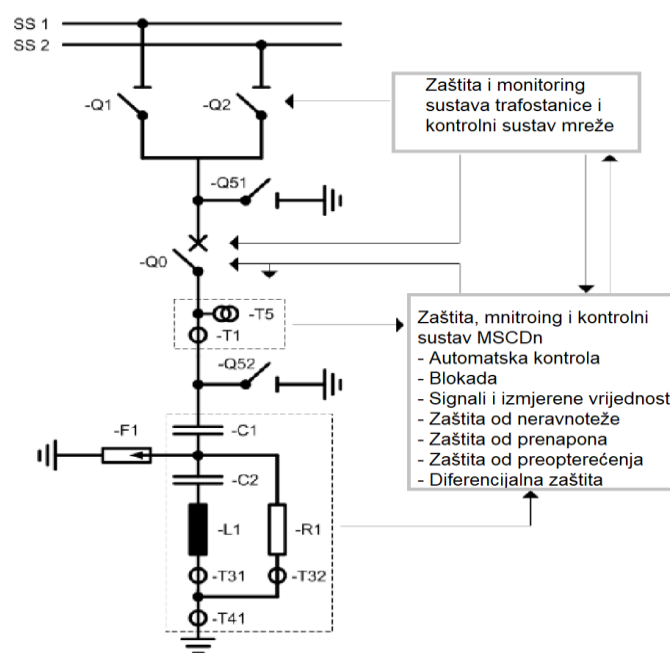 SS 1
SS 2
-Q1
-Q2
Zaštita i monitoring
sustava trafostanice i
kontrolni sustav mreže
-Q51
-Q0
-T5
-T1
Zaštita, mnitroing i kontrolni
sustav MSCDn
- Automatska kontrola
- Blokada
- Signali i izmjerene vrijednost
- Zaštita od neravnoteže
- Zaštita od prenapona
- Zaštita od preopterećenja
- Diferencijalna zaštita
-Q52
-F1
-C1
-C2
-L1
-R1
-T31
-T32
-T41